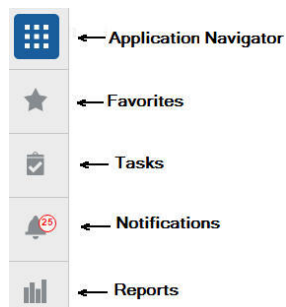 Application Navigator
Favorites
Tasks
25
Notifications
Reports